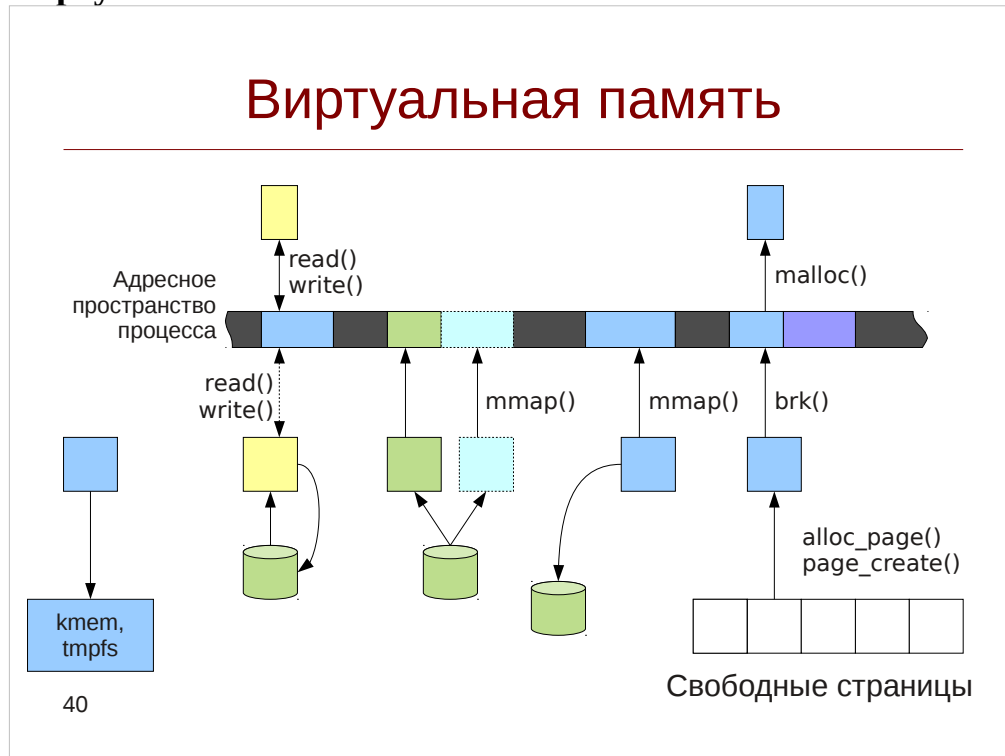 Виртуальная память
read()
write()
malloc()
Адресное
пространство
процесса
read()
write()
mmap()
mmap()
brk()
alloc_page()
page_create()
kmem,
tmpfs
Свободные страницы
40